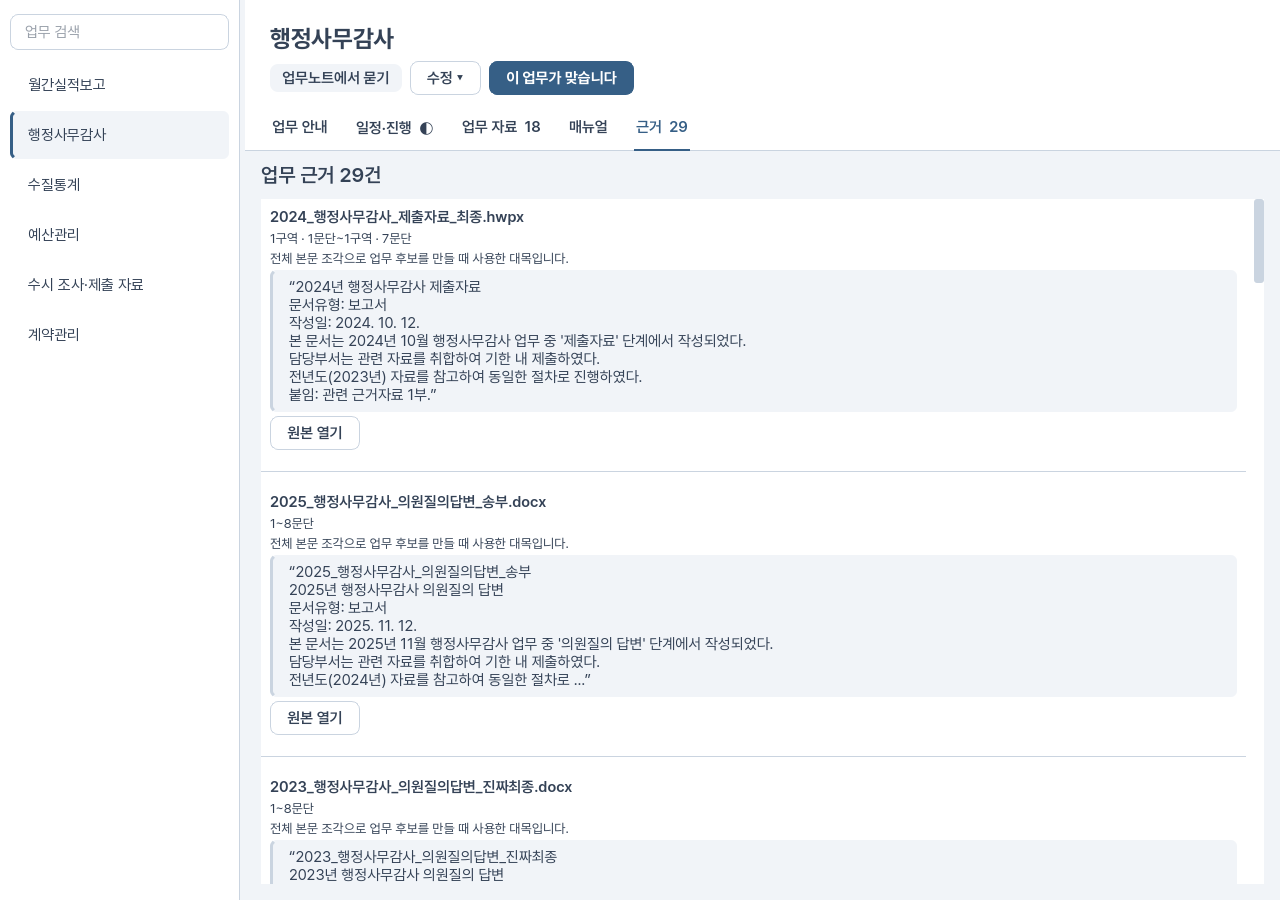 업무 검색
월간실적보고
행정사무감사
수질통계
예산관리
수시 조사·제출 자료
계약관리
행정사무감사
업무노트에서 묻기
수정 ▾
이 업무가 맞습니다
업무 안내
일정·진행 ◐
업무 자료 18
매뉴얼
근거 29
업무 근거 29건
2024_행정사무감사_제출자료_최종.hwpx
1구역 · 1문단~1구역 · 7문단
전체 본문 조각으로 업무 후보를 만들 때 사용한 대목입니다.
“2024년 행정사무감사 제출자료
문서유형: 보고서
작성일: 2024. 10. 12.
본 문서는 2024년 10월 행정사무감사 업무 중 '제출자료' 단계에서 작성되었다.
담당부서는 관련 자료를 취합하여 기한 내 제출하였다.
전년도(2023년) 자료를 참고하여 동일한 절차로 진행하였다.
붙임: 관련 근거자료 1부.”
원본 열기
2025_행정사무감사_의원질의답변_송부.docx
1~8문단
전체 본문 조각으로 업무 후보를 만들 때 사용한 대목입니다.
“2025_행정사무감사_의원질의답변_송부
2025년 행정사무감사 의원질의 답변
문서유형: 보고서
작성일: 2025. 11. 12.
본 문서는 2025년 11월 행정사무감사 업무 중 '의원질의 답변' 단계에서 작성되었다.
담당부서는 관련 자료를 취합하여 기한 내 제출하였다.
전년도(2024년) 자료를 참고하여 동일한 절차로 ...”
원본 열기
2023_행정사무감사_의원질의답변_진짜최종.docx
1~8문단
전체 본문 조각으로 업무 후보를 만들 때 사용한 대목입니다.
“2023_행정사무감사_의원질의답변_진짜최종
2023년 행정사무감사 의원질의 답변